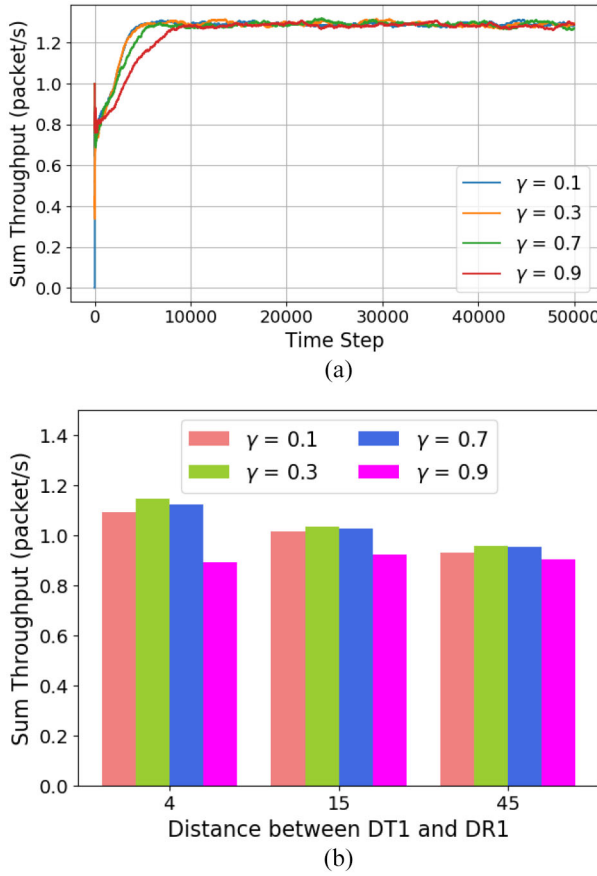 Sum Throughput (packet/s)
1.2
1.0
0.8
0.6
0.4
0.2
0.0
γ = 0.1
γ = 0.3
γ = 0.7
γ = 0.9
0 10000 20000 30000 40000 50000
Time Step
(a)
Sum Throughput (packet/s)
1.4
1.2
1.0
0.8
0.6
0.4
0.2
0.0
γ = 0.1 γ = 0.7
γ = 0.3 γ = 0.9
4 15 45
Distance between DT1 and DR1
(b)